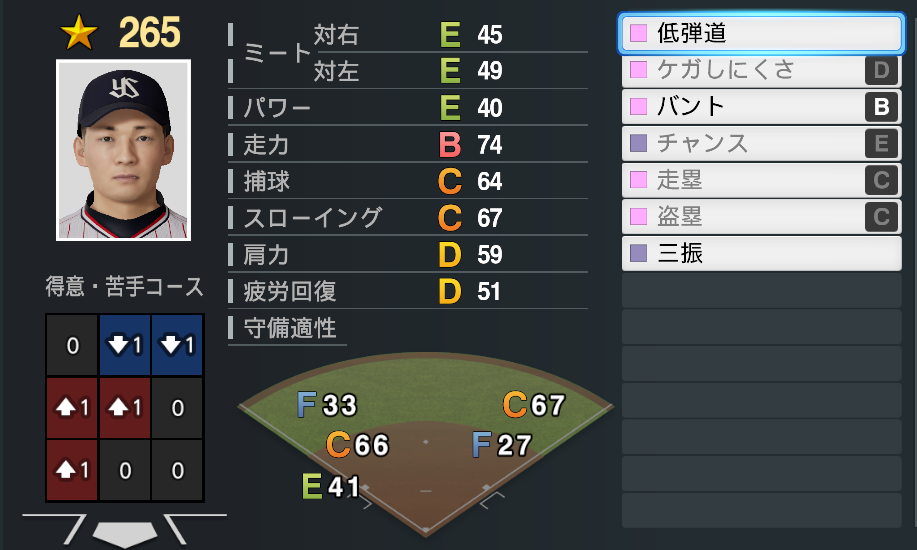 265
YS
ミート
対右 E 45
対左 E 49
パワー E 40
走力 B 74
捕球 C 64
スローイング C 67
肩力 D 59
疲労回復 D 51
守備適性
得意・苦手コース
0 1 1
1 1 0
1 0 0
F 33
C 67
C 66
F 27
E 41
低弾道
ケガしにくさ D
バント B
チャンス E
走塁 C
盗塁 C
三振